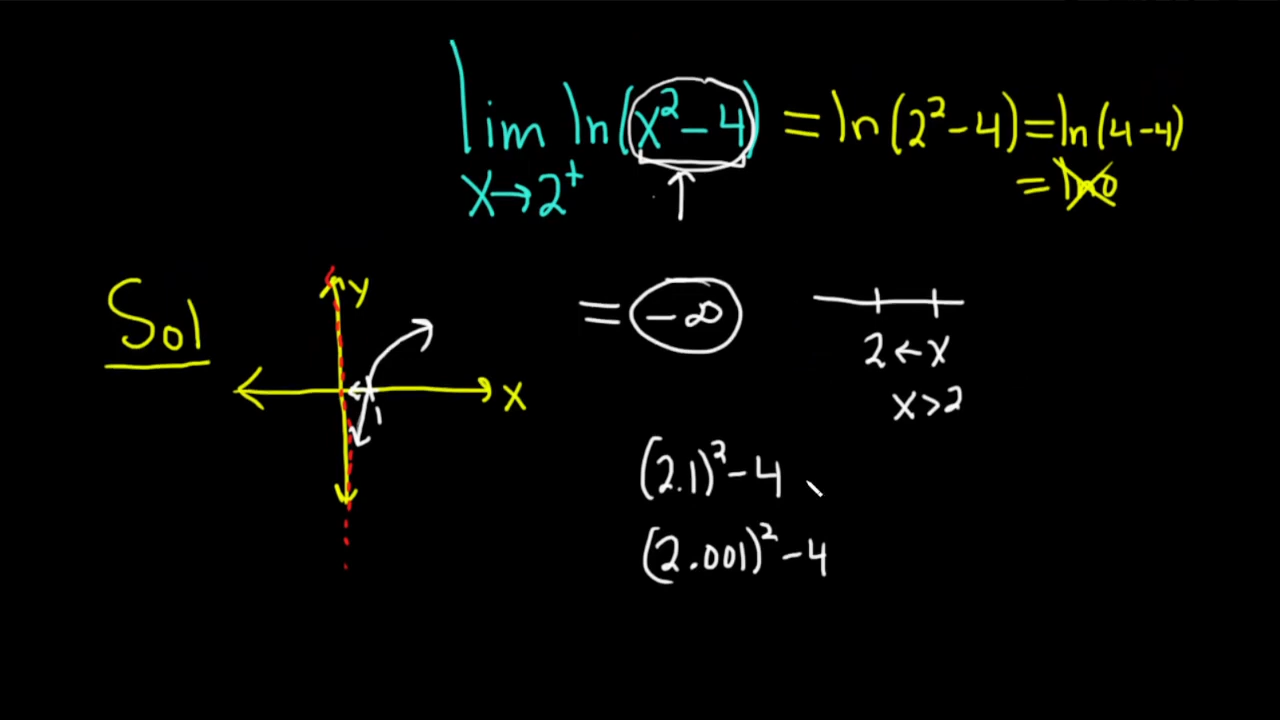 lim ln(x²-4) = ln(2²-4) = ln(4-4)
x→2⁺
= ln 0
Sol
y
x
1
= -∞
2 ← x
x > 2
(2.1)² - 4
(2.001)² - 4